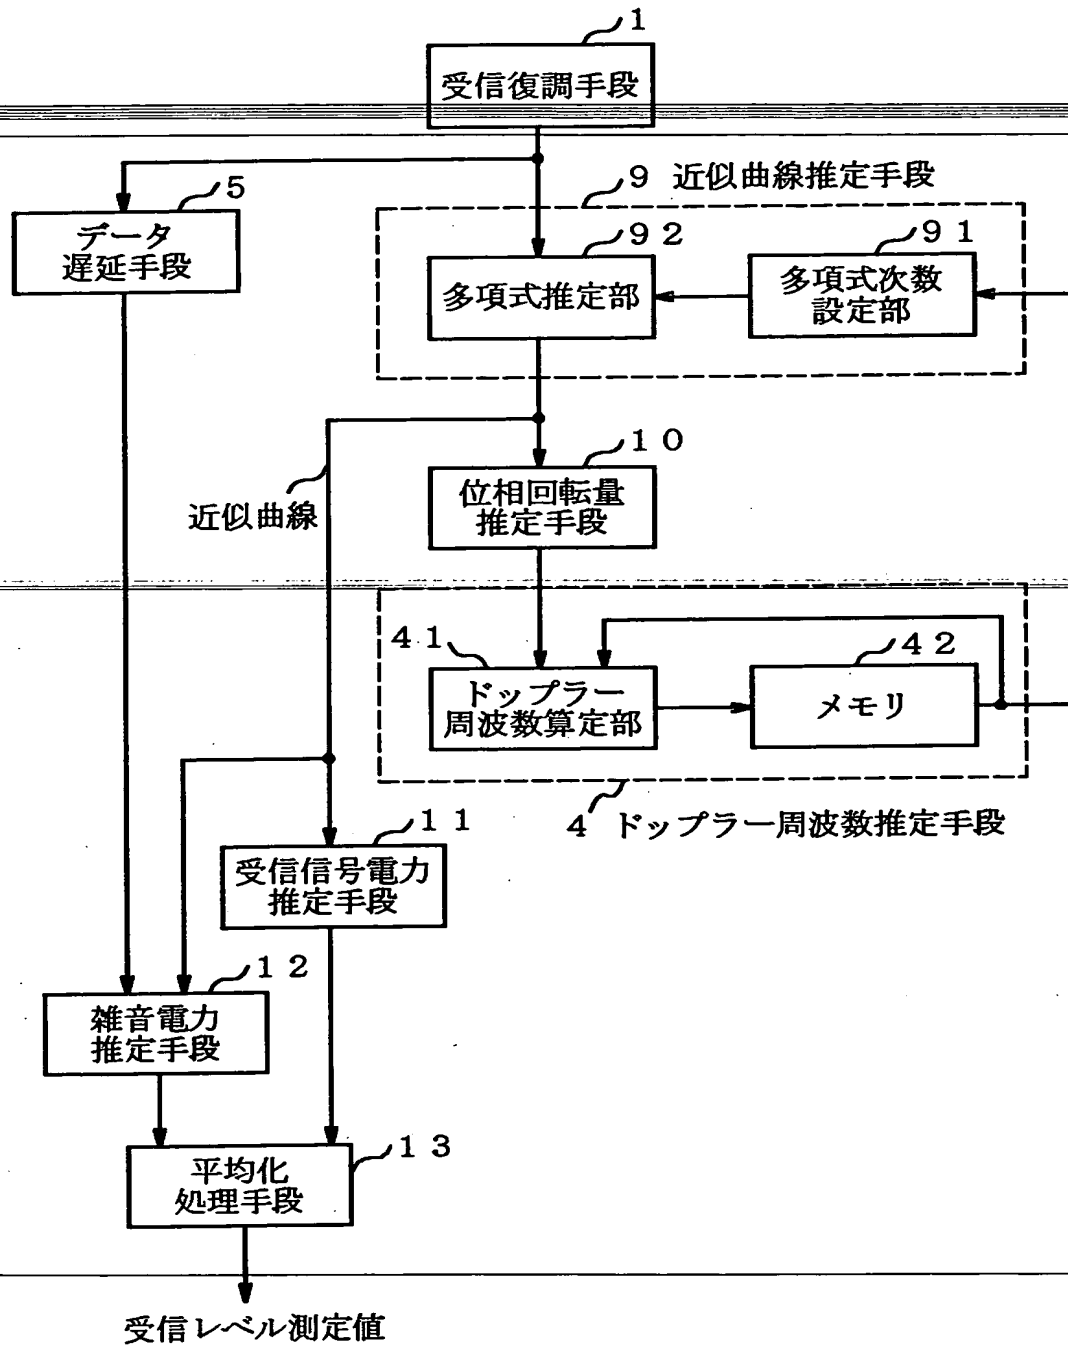 1
受信復調手段
5
データ
遅延手段
9 近似曲線推定手段
92
多項式推定部
91
多項式次数
設定部
10
位相回転量
推定手段
近似曲線
41
ドップラー
周波数算定部
42
メモリ
4 ドップラー周波数推定手段
11
受信信号電力
推定手段
12
雑音電力
推定手段
13
平均化
処理手段
受信レベル測定値